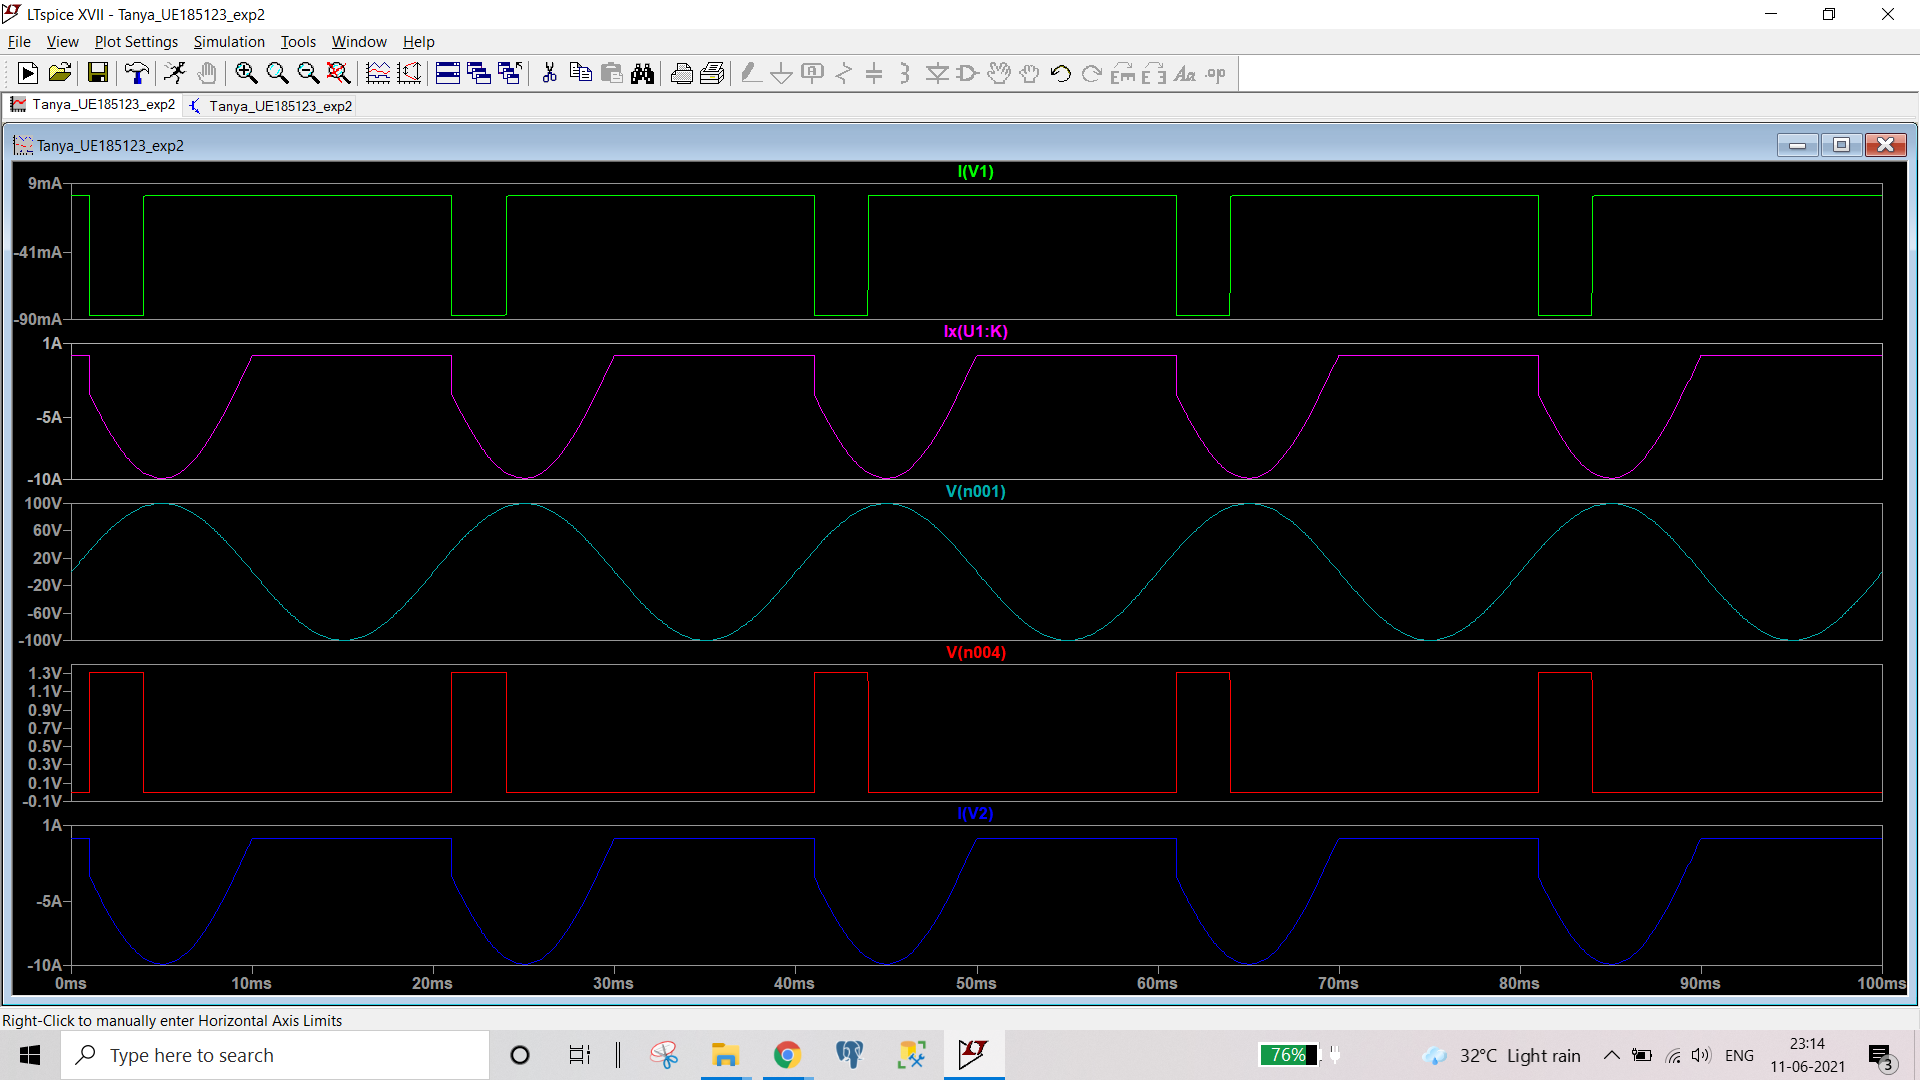 LTspice XVII - Tanya_UE185123_exp2
File View Plot Settings Simulation Tools Window Help
Tanya_UE185123_exp2 Tanya_UE185123_exp2
Tanya_UE185123_exp2
I(V1)
9mA
-41mA
-90mA
Ix(U1:K)
1A
-5A
-10A
V(n001)
100V
60V
20V
-20V
-60V
-100V
V(n004)
1.3V
1.1V
0.9V
0.7V
0.5V
0.3V
0.1V
-0.1V
I(V2)
1A
-5A
-10A
0ms 10ms 20ms 30ms 40ms 50ms 60ms 70ms 80ms 90ms 100ms
Right-Click to manually enter Horizontal Axis Limits
Type here to search
76%
32°C Light rain
ENG
23:14
11-06-2021
3